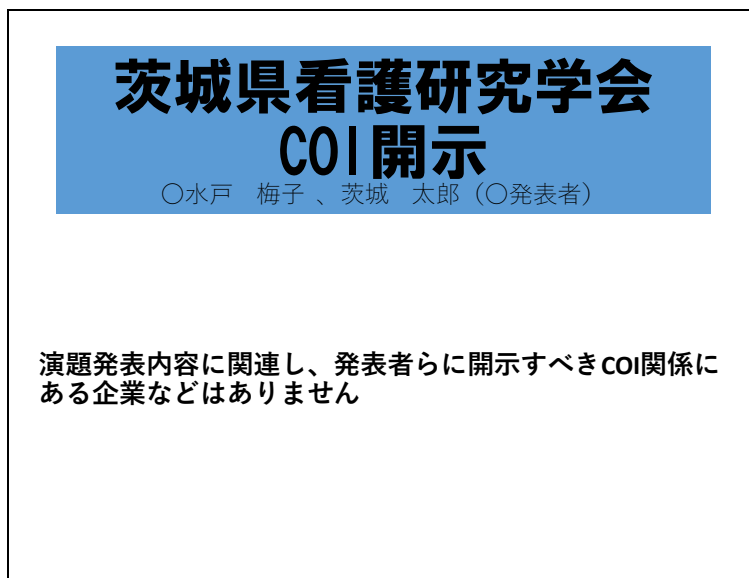 茨城県看護研究学会
COI開示
〇水戸　梅子 、茨城　太郎（〇発表者）
演題発表内容に関連し、発表者らに開示すべきCOI関係に
ある企業などはありません